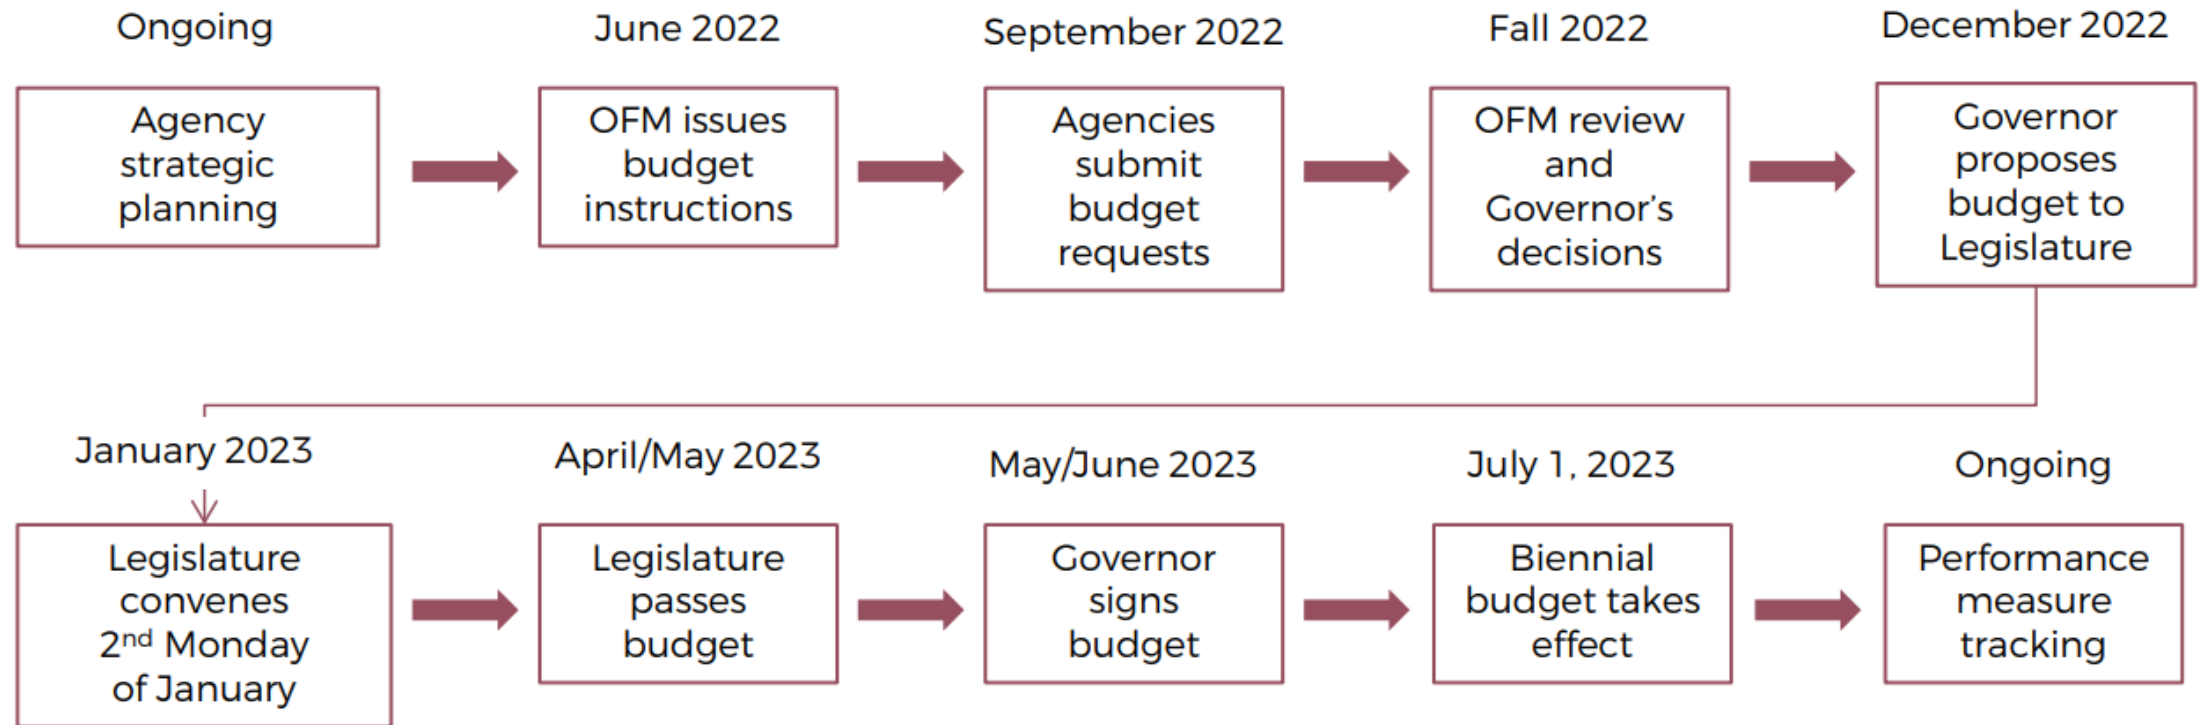 Ongoing
Agency
strategic
planning
June 2022
OFM issues
budget
instructions
September 2022
Agencies
submit
budget
requests
Fall 2022
OFM review
and
Governor’s
decisions
December 2022
Governor
proposes
budget to
Legislature
January 2023
Legislature
convenes
2nd Monday
of January
April/May 2023
Legislature
passes
budget
May/June 2023
Governor
signs
budget
July 1, 2023
Biennial
budget takes
effect
Ongoing
Performance
measure
tracking